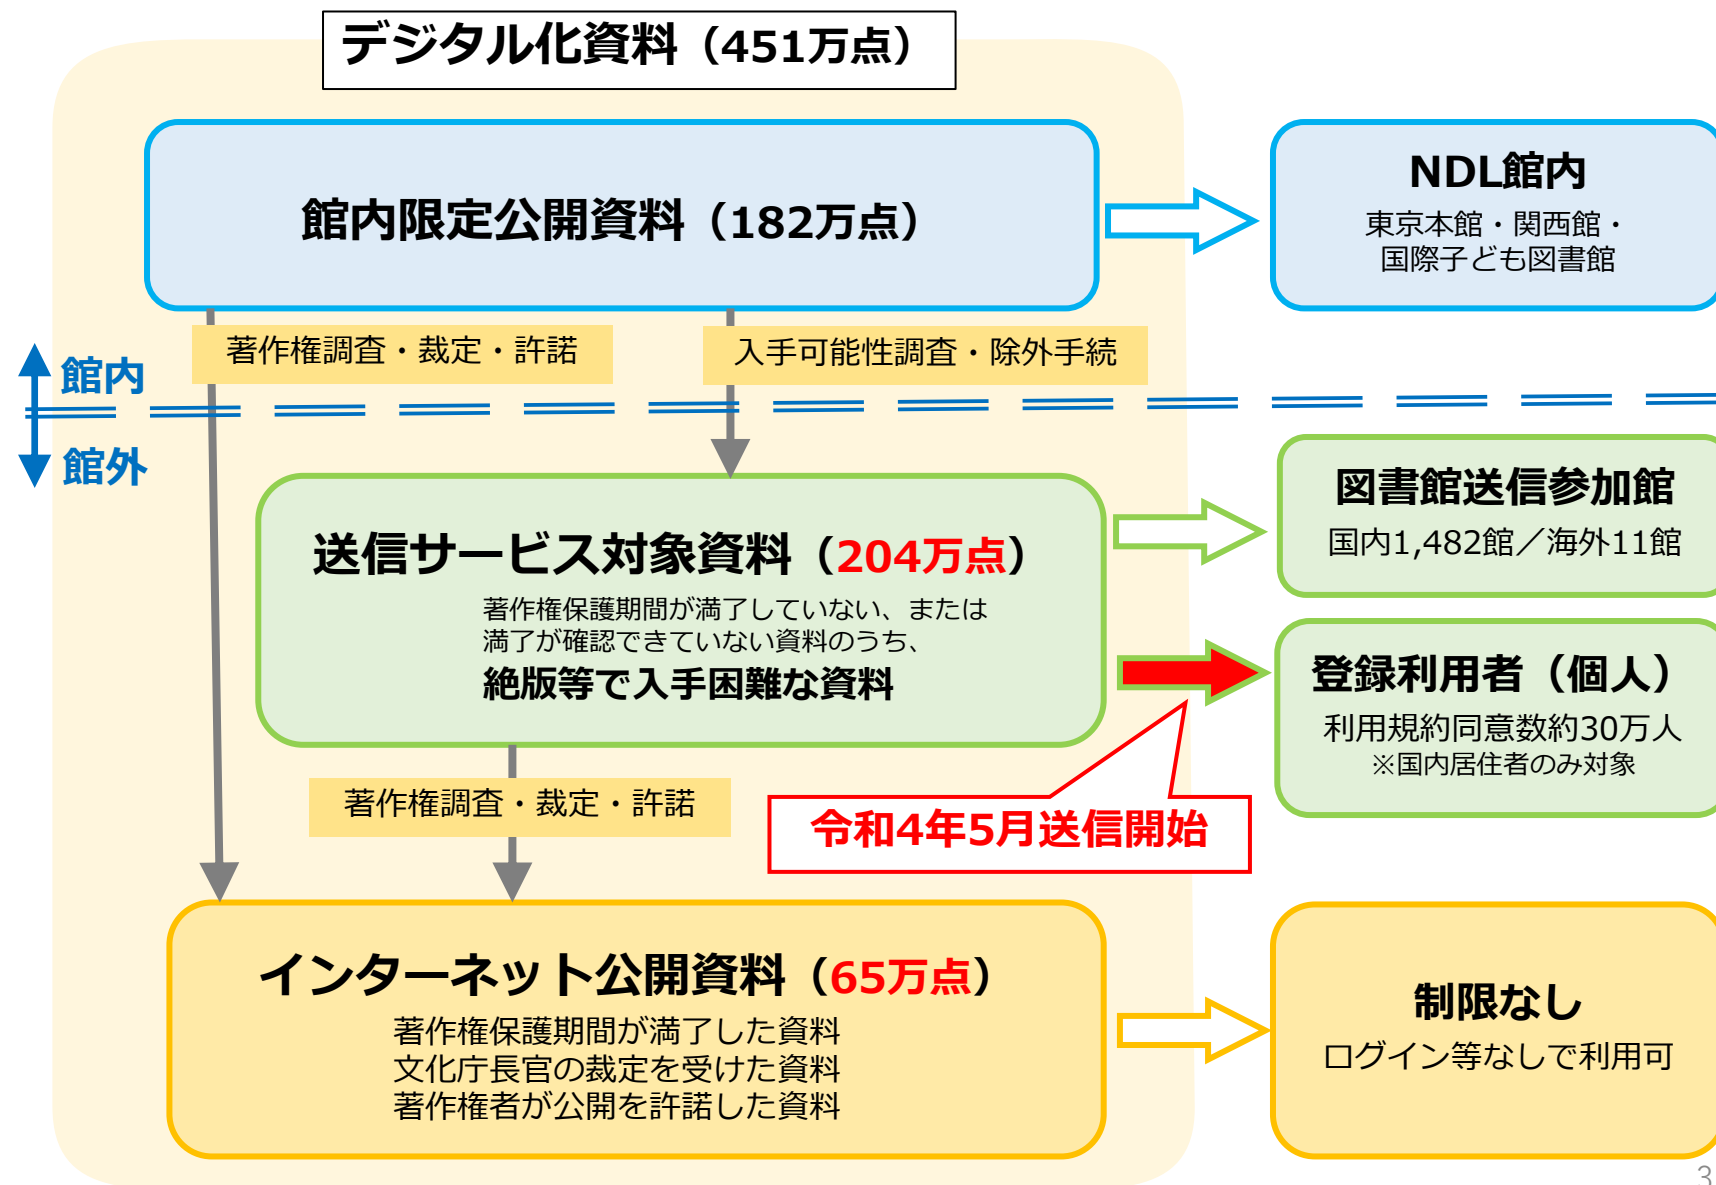 デジタル化資料（451万点）
館内限定公開資料（182万点）
NDL館内
東京本館・関西館・
国際子ども図書館
著作権調査・裁定・許諾
入手可能性調査・除外手続
館内
館外
送信サービス対象資料（204万点）
著作権保護期間が満了していない、または
満了が確認できていない資料のうち、
絶版等で入手困難な資料
図書館送信参加館
国内1,482館／海外11館
登録利用者（個人）
利用規約同意数約30万人
※国内居住者のみ対象
著作権調査・裁定・許諾
令和4年5月送信開始
インターネット公開資料（65万点）
著作権保護期間が満了した資料
文化庁長官の裁定を受けた資料
著作権者が公開を許諾した資料
制限なし
ログイン等なしで利用可
3